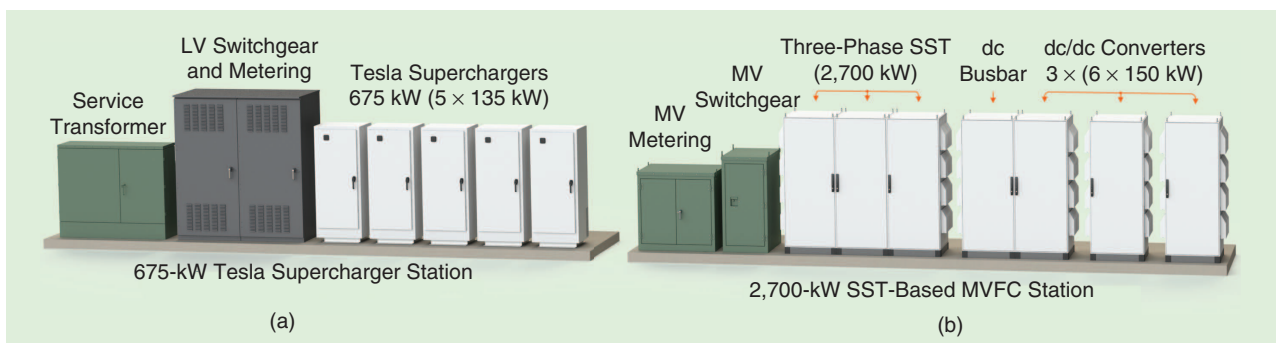 Service
Transformer
LV Switchgear
and Metering
Tesla Superchargers
675 kW (5 × 135 kW)
675-kW Tesla Supercharger Station
(a)
MV
Metering
MV
Switchgear
Three-Phase SST
(2,700 kW)
dc
Busbar
dc/dc Converters
3 × (6 × 150 kW)
2,700-kW SST-Based MVFC Station
(b)